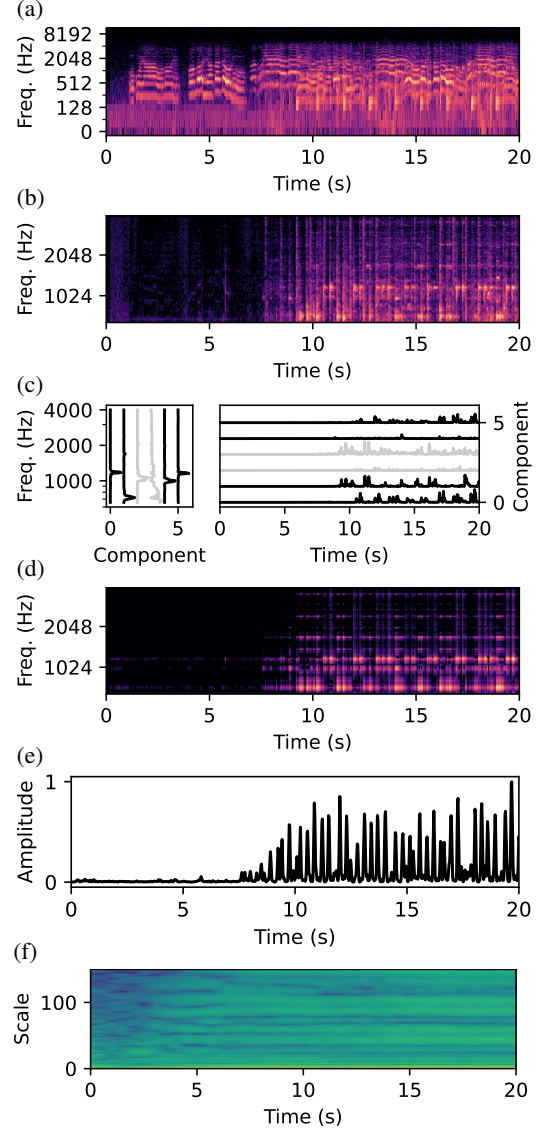 (a)
Freq. (Hz)
8192
2048
512
128
0
0 5 10 15 20
Time (s)
(b)
Freq. (Hz)
2048
1024
0 5 10 15 20
Time (s)
(c)
Freq. (Hz)
4000
2000
1000
0 5
Component
0 5 10 15 20
Time (s)
5
0
Component
(d)
Freq. (Hz)
2048
1024
0 5 10 15 20
Time (s)
(e)
Amplitude
1
0
0 5 10 15 20
Time (s)
(f)
Scale
100
0
0 5 10 15 20
Time (s)